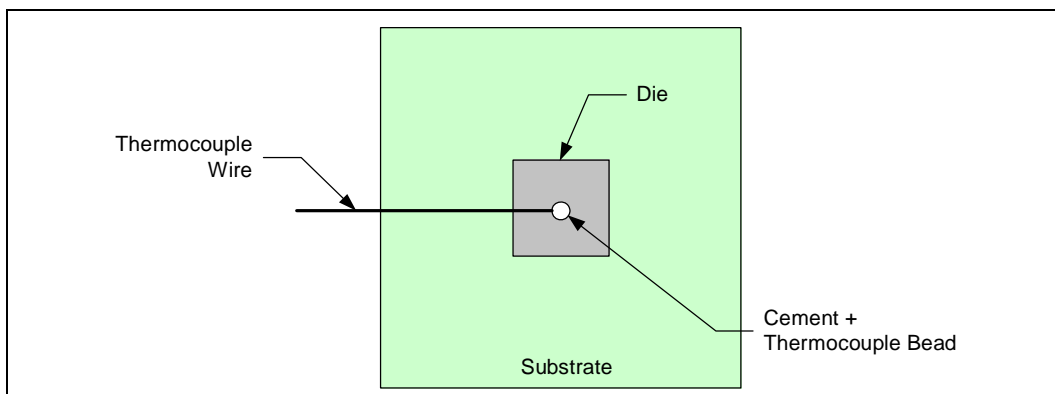 Die
Thermocouple
Wire
Cement +
Thermocouple Bead
Substrate